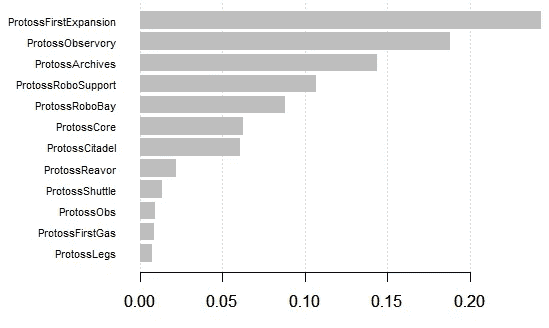 ProtossFirstExpansion
ProtossObservory
ProtossArchives
ProtossRoboSupport
ProtossRoboBay
ProtossCore
ProtossCitadel
ProtossReavor
ProtossShuttle
ProtossObs
ProtossFirstGas
ProtossLegs
0.00 0.05 0.10 0.15 0.20